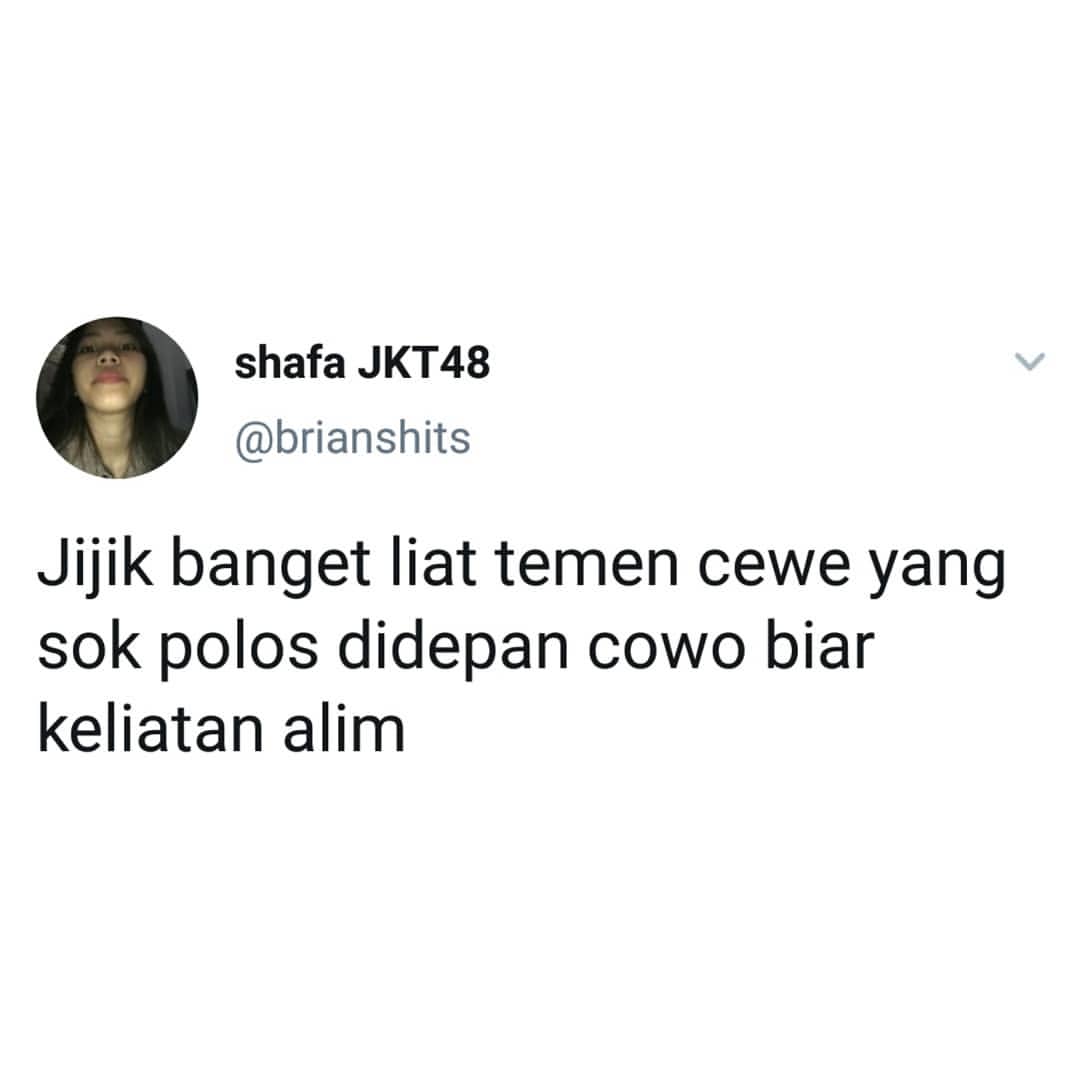 shafa JKT48
@brianshits
Jijik banget liat temen cewe yang
sok polos didepan cowo biar
keliatan alim